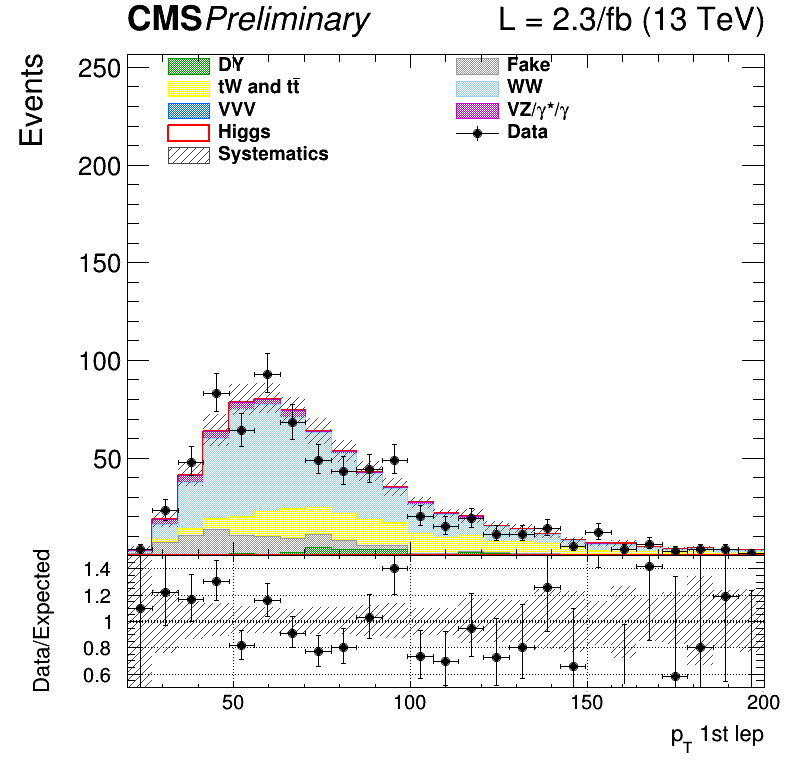 CMS Preliminary L = 2.3/fb (13 TeV)
Events
250
200
150
100
50
DY
tW and tt̄
VVV
Higgs
Systematics
Fake
WW
VZ/γ*/γ
Data
Data/Expected
1.4
1.2
1
0.8
0.6
50 100 150 200
p_T 1st lep